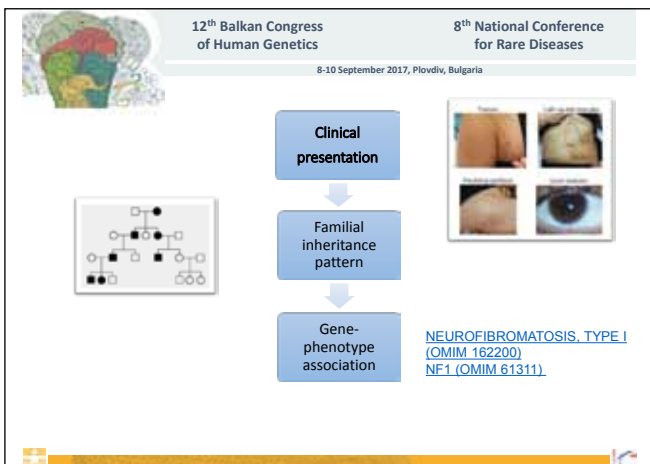 12th Balkan Congress
of Human Genetics
8th National Conference
for Rare Diseases
8-10 September 2017, Plovdiv, Bulgaria
Clinical
presentation
Familial
inheritance
pattern
Gene-
phenotype
association
NEUROFIBROMATOSIS, TYPE I
(OMIM 162200)
NF1 (OMIM 61311)